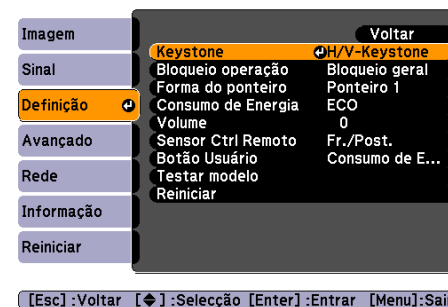 Imagem
Sinal
Definição
Avançado
Rede
Informação
Reiniciar
Voltar
Keystone H/V-Keystone
Bloqueio operação Bloqueio geral
Forma do ponteiro Ponteiro 1
Consumo de Energia ECO
Volume 0
Sensor Ctrl Remoto Fr./Post.
Botão Usuário Consumo de E...
Testar modelo
Reiniciar
[Esc] :Voltar [ ] :Selecção [Enter] :Entrar [Menu]:Sai